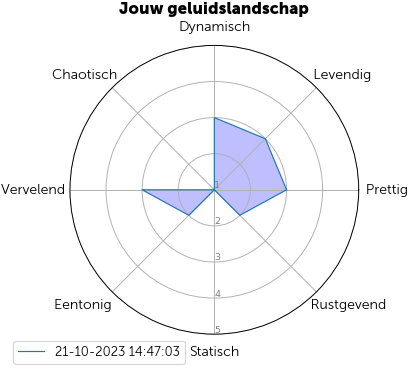 Jouw geluidslandschap
Dynamisch
Chaotisch
Levendig
Vervelend
1
Prettig
2
3
4
Eentonig
Rustgevend
5
21-10-2023 14:47:03
Statisch